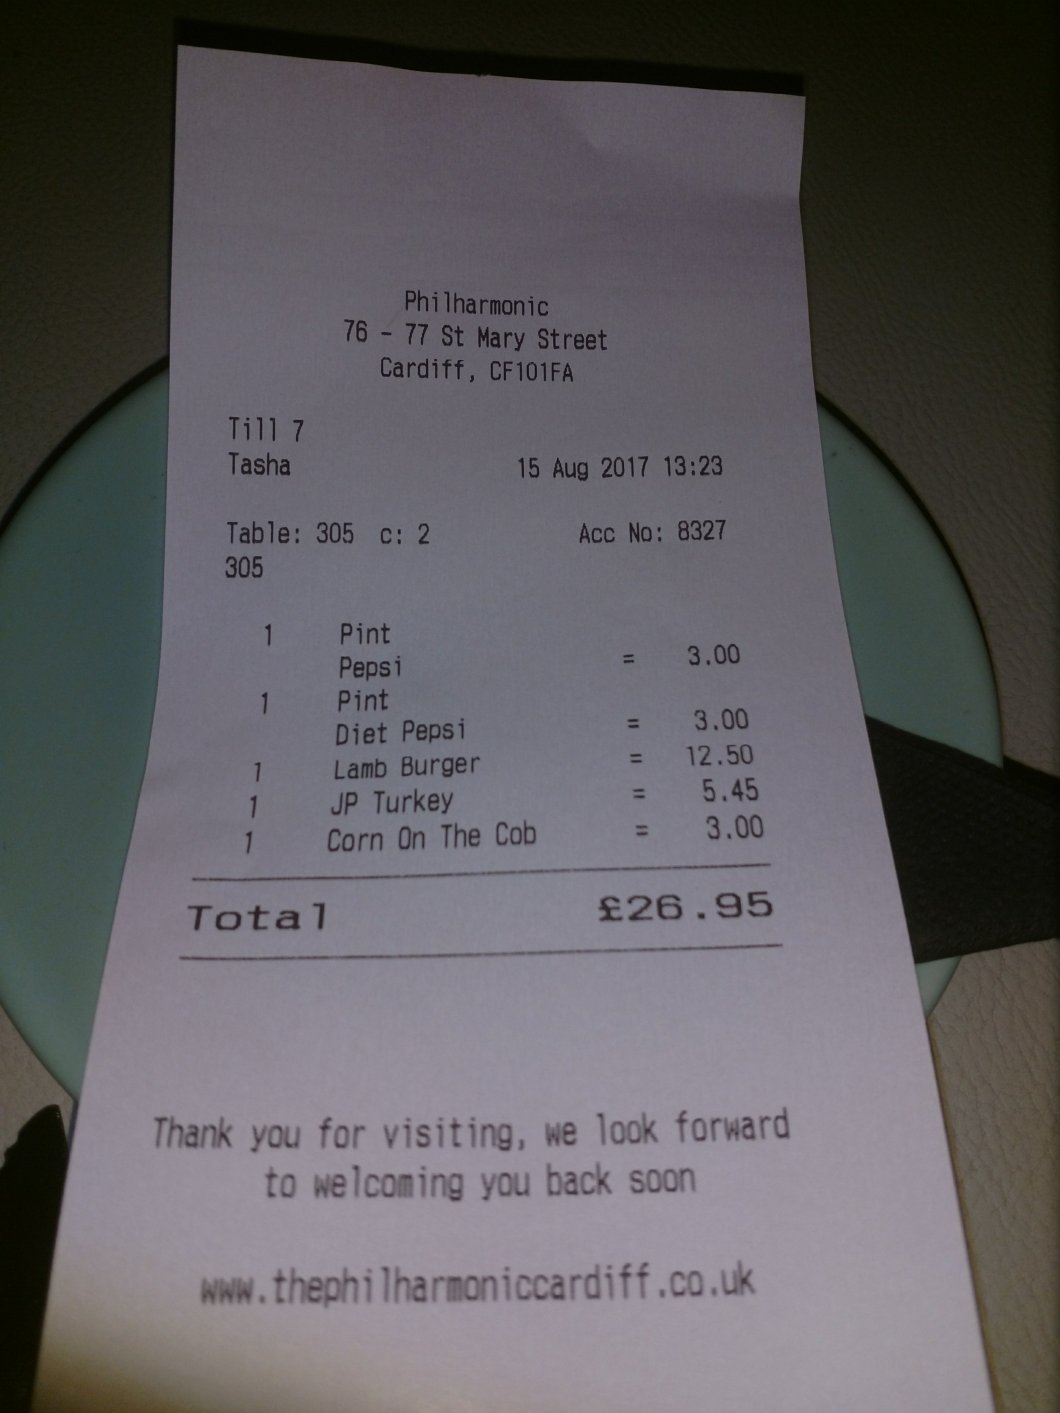 Philharmonic
76 - 77 St Mary Street
Cardiff, CF101FA
Till 7
Tasha 15 Aug 2017 13:23
Table: 305 c: 2 Acc No: 8327
305
1 Pint
Pepsi = 3.00
1 Pint
Diet Pepsi = 3.00
1 Lamb Burger = 12.50
1 JP Turkey = 5.45
1 Corn On The Cob = 3.00
Total £26.95
Thank you for visiting, we look forward
to welcoming you back soon
www.thephilharmoniccardiff.co.uk